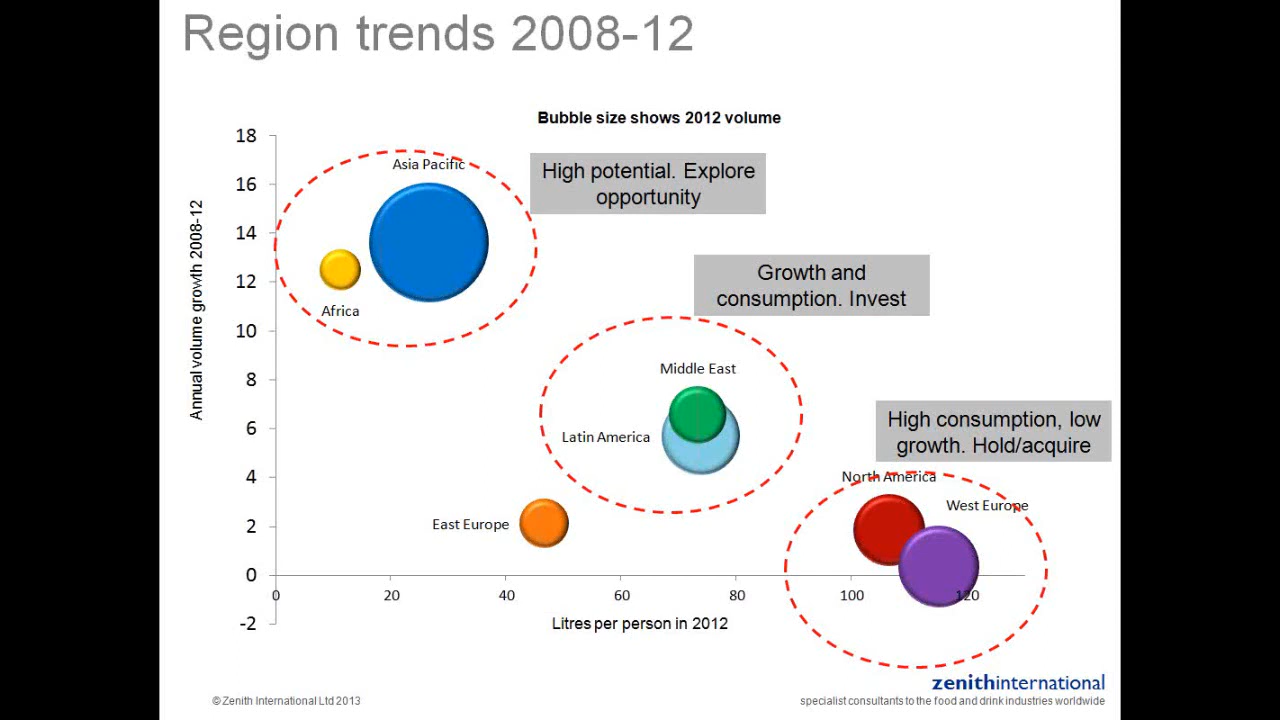 Region trends 2008-12
Bubble size shows 2012 volume
18
16
14
12
10
8
6
4
2
0
-2
Annual volume growth 2008-12
Asia Pacific
High potential. Explore
opportunity
Africa
Growth and
consumption. Invest
Middle East
Latin America
High consumption, low
growth. Hold/acquire
North America
West Europe
East Europe
0 20 40 60 80 100 120
Litres per person in 2012
zenithinternational
© Zenith International Ltd 2013
specialist consultants to the food and drink industries worldwide